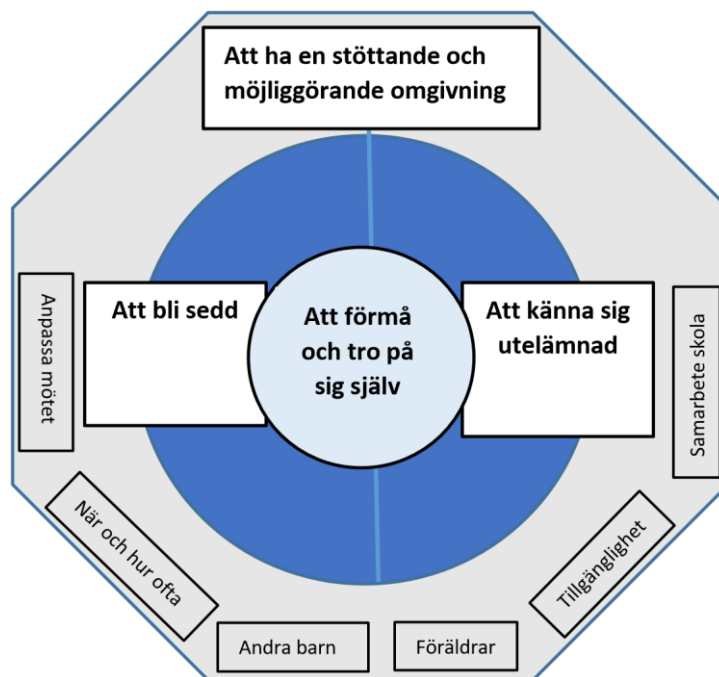 Att ha en stöttande och
möjliggörande omgivning
Att bli sedd
Att förmå
och tro på
sig själv
Att känna sig
utelämnad
Anpassa mötet
När och hur ofta
Andra barn
Föräldrar
Tillgänglighet
Samarbete skola